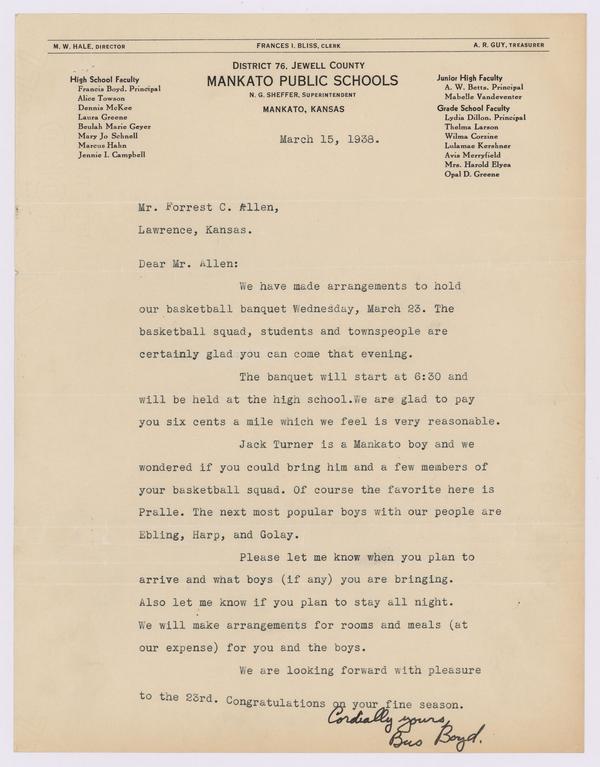 M. W. HALE, DIRECTOR
FRANCES I. BLISS, CLERK
A. R. GUY, TREASURER
DISTRICT 76, JEWELL COUNTY
MANKATO PUBLIC SCHOOLS
N. G. SHEFFER, SUPERINTENDENT
MANKATO, KANSAS
High School Faculty
Francis Boyd, Principal
Alice Towson
Dennis McKee
Laura Greene
Beulah Marie Geyer
Mary Jo Schnell
Marcus Hahn
Jennie I. Campbell
Junior High Faculty
A. W. Betts, Principal
Mabelle Vandeventer
Grade School Faculty
Lydia Dillon, Principal
Thelma Larson
Wilma Corzine
Lulamae Kershner
Avis Merryfield
Mrs. Harold Elyea
Opal D. Greene
March 15, 1938.
Mr. Forrest C. Allen,
Lawrence, Kansas.
Dear Mr. Allen:
We have made arrangements to hold
our basketball banquet Wednesday, March 23. The
basketball squad, students and townspeople are
certainly glad you can come that evening.
The banquet will start at 6:30 and
will be held at the high school.We are glad to pay
you six cents a mile which we feel is very reasonable.
Jack Turner is a Mankato boy and we
wondered if you could bring him and a few members of
your basketball squad. Of course the favorite here is
Pralle. The next most popular boys with our people are
Ebling, Harp, and Golay.
Please let me know when you plan to
arrive and what boys (if any) you are bringing.
Also let me know if you plan to stay all night.
We will make arrangements for rooms and meals (at
our expense) for you and the boys.
We are looking forward with pleasure
to the 23rd. Congratulations on your fine season.
Cordially yours,
Bus Boyd.